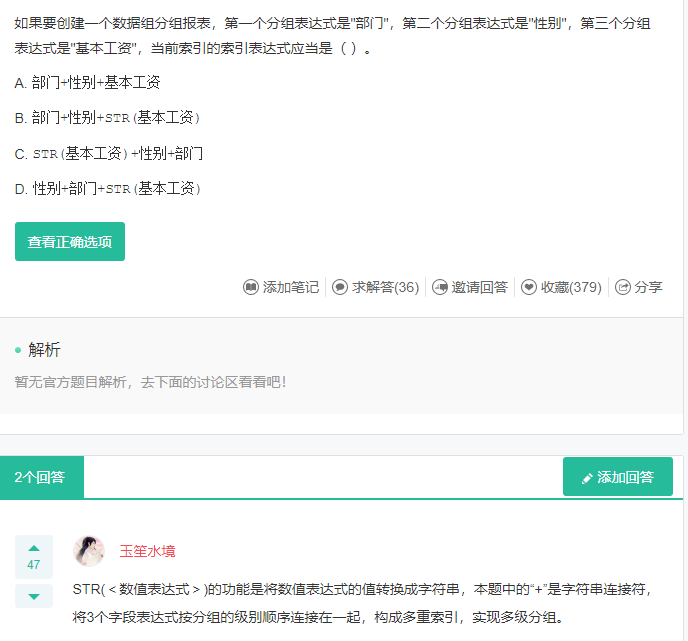 如果要创建一个数据组分组报表，第一个分组表达式是"部门"，第二个分组表达式是"性别"，第三个分组
表达式是"基本工资"，当前索引的索引表达式应当是（ ）。
A. 部门+性别+基本工资
B. 部门+性别+STR(基本工资)
C. STR(基本工资)+性别+部门
D. 性别+部门+STR(基本工资)
查看正确选项
添加笔记 求解答(36) 邀请回答 收藏(379) 分享
解析
暂无官方题目解析，去下面的讨论区看看吧！
2个回答 添加回答
玉笙水境
47
STR(＜数值表达式＞)的功能是将数值表达式的值转换成字符串，本题中的“+”是字符串连接符，
将3个字段表达式按分组的级别顺序连接在一起，构成多重索引，实现多级分组。